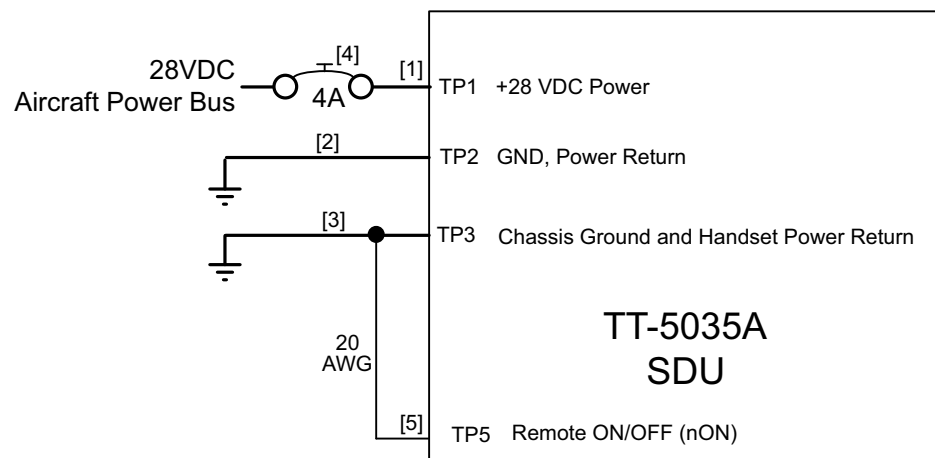 28VDC
Aircraft Power Bus
[4]
4A
[1]
TP1 +28 VDC Power
[2]
TP2 GND, Power Return
[3]
TP3 Chassis Ground and Handset Power Return
TT-5035A
SDU
20
AWG
[5]
TP5 Remote ON/OFF (nON)